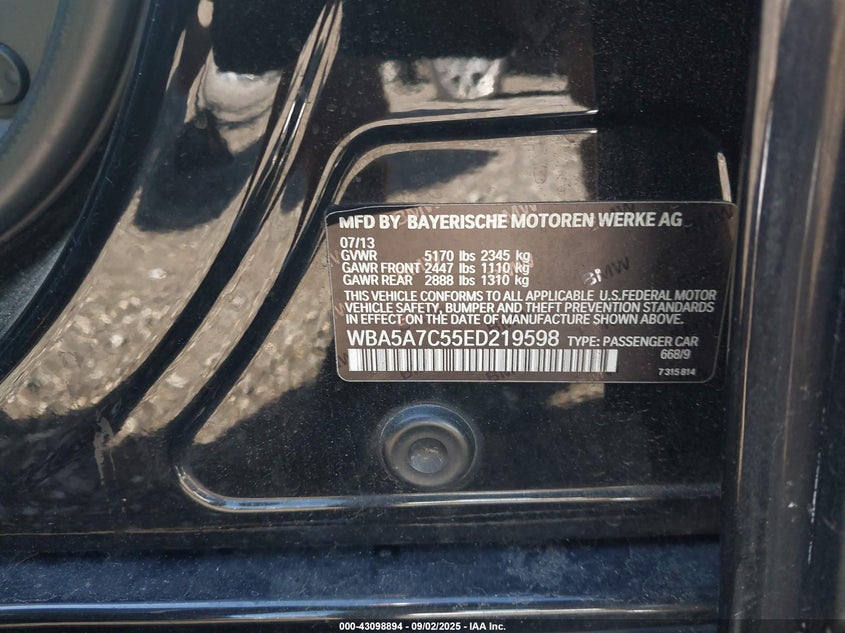 MFD BY BAYERISCHE MOTOREN WERKE AG
07/13
GVWR 5170 lbs 2345 kg
GAWR FRONT 2447 lbs 1110 kg
GAWR REAR 2888 lbs 1310 kg
BMW
THIS VEHICLE CONFORMS TO ALL APPLICABLE U.S.FEDERAL MOTOR
VEHICLE SAFETY, BUMPER AND THEFT PREVENTION STANDARDS
IN EFFECT ON THE DATE OF MANUFACTURE SHOWN ABOVE.
WBA5A7C55ED219598 TYPE: PASSENGER CAR
668/9
7315814
000-43098894 - 09/02/2025 - IAA Inc.